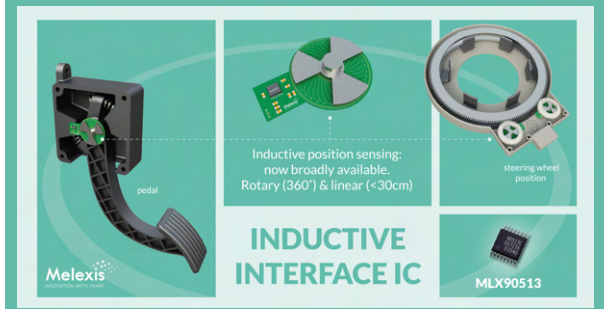 Melexis
Inductive position sensing:
now broadly available.
Rotary (360°) & linear (<30cm)
pedal
steering wheel
position
INDUCTIVE
INTERFACE IC
Melexis
INNOVATION WITH HEART
MLX90513